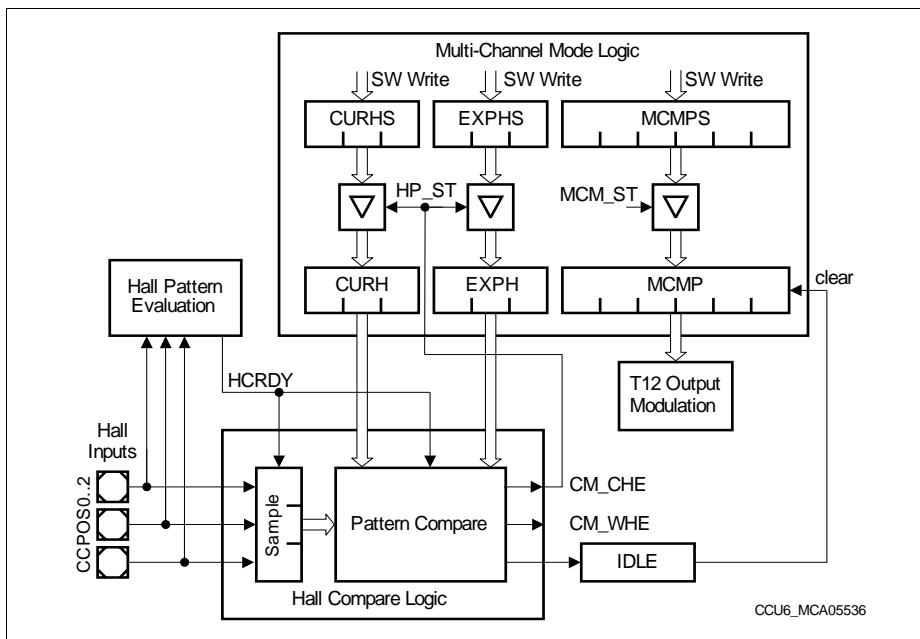 Multi-Channel Mode Logic
SW Write
SW Write
SW Write
CURHS
EXPHS
MCMPS
HP_ST
MCM_ST
CURH
EXPH
MCMP
clear
Hall Pattern
Evaluation
T12 Output
Modulation
HCRDY
Hall
Inputs
CCPOS0..2
Sample
Pattern Compare
CM_CHE
CM_WHE
IDLE
Hall Compare Logic
CCU6_MCA05536